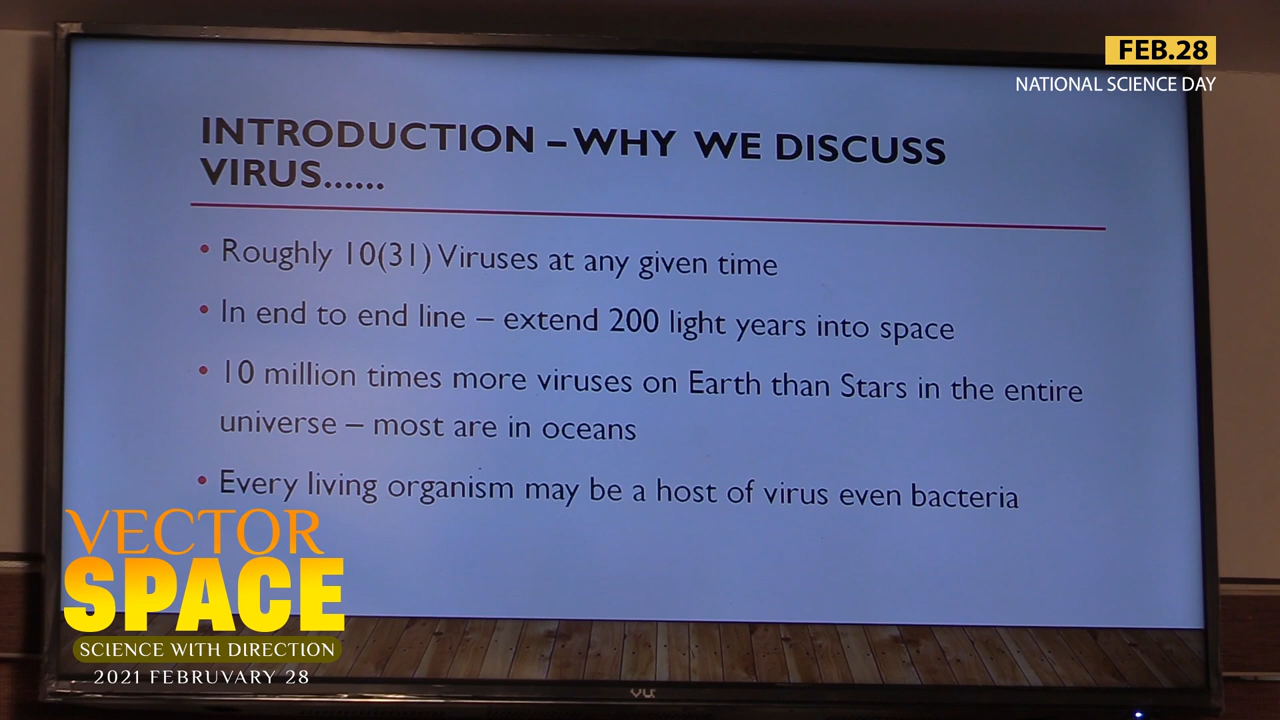 FEB.28
NATIONAL SCIENCE DAY
INTRODUCTION – WHY WE DISCUSS
VIRUS......
• Roughly 10(31) Viruses at any given time
• In end to end line – extend 200 light years into space
• 10 million times more viruses on Earth than Stars in the entire
universe – most are in oceans
• Every living organism may be a host of virus even bacteria
VECTOR
SPACE
SCIENCE WITH DIRECTION
2021 FEBRUVARY 28